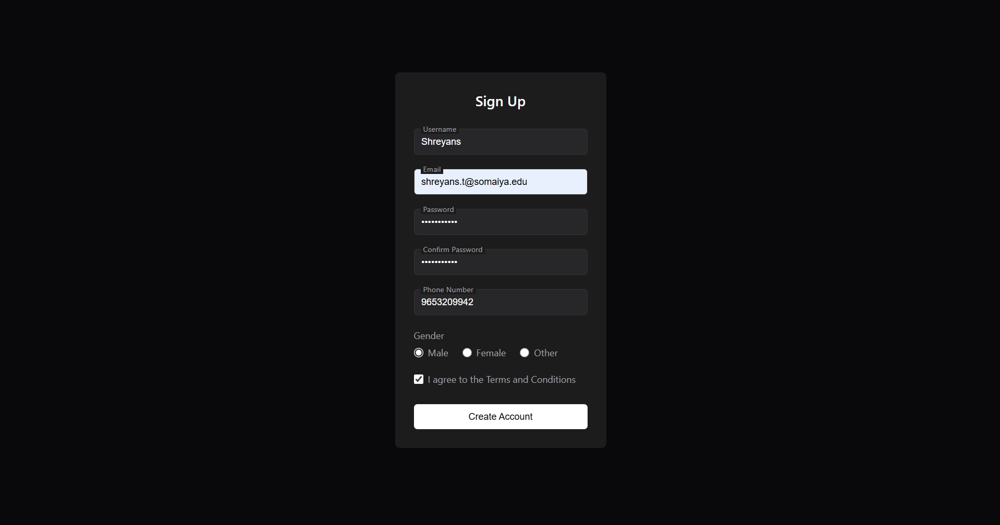 Sign Up
Username
Shreyans
Email
shreyans.t@somaiya.edu
Password
•••••••••••
Confirm Password
•••••••••••
Phone Number
9653209942
Gender
Male Female Other
I agree to the Terms and Conditions
Create Account